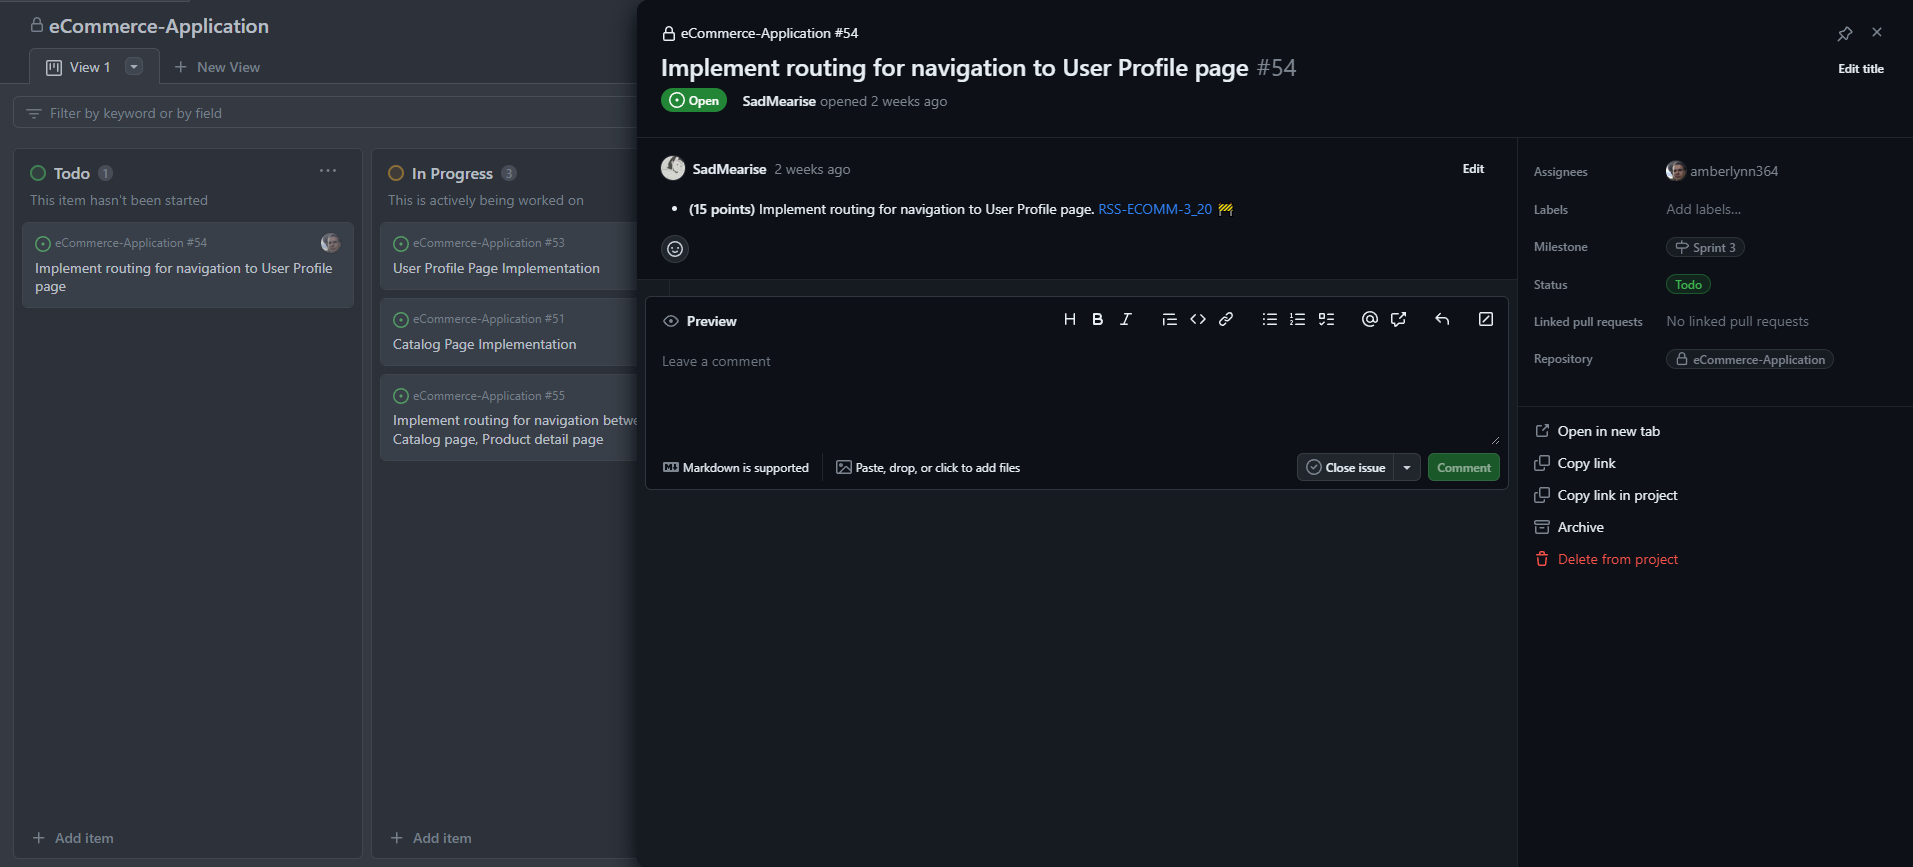 eCommerce-Application
View 1
New View
Filter by keyword or by field
Todo 1
This item hasn't been started
eCommerce-Application #54
Implement routing for navigation to User Profile
page
Add item
In Progress 3
This is actively being worked on
eCommerce-Application #53
User Profile Page Implementation
eCommerce-Application #51
Catalog Page Implementation
eCommerce-Application #55
Implement routing for navigation betwe
Catalog page, Product detail page
Add item
eCommerce-Application #54
Implement routing for navigation to User Profile page #54
Edit title
Open
SadMearise opened 2 weeks ago
SadMearise 2 weeks ago
Edit
(15 points) Implement routing for navigation to User Profile page. RSS-ECOMM-3_20 🚧
Preview
Leave a comment
Markdown is supported
Paste, drop, or click to add files
Close issue
Comment
Assignees
amberlynn364
Labels
Add labels...
Milestone
Sprint 3
Status
Todo
Linked pull requests
No linked pull requests
Repository
eCommerce-Application
Open in new tab
Copy link
Copy link in project
Archive
Delete from project